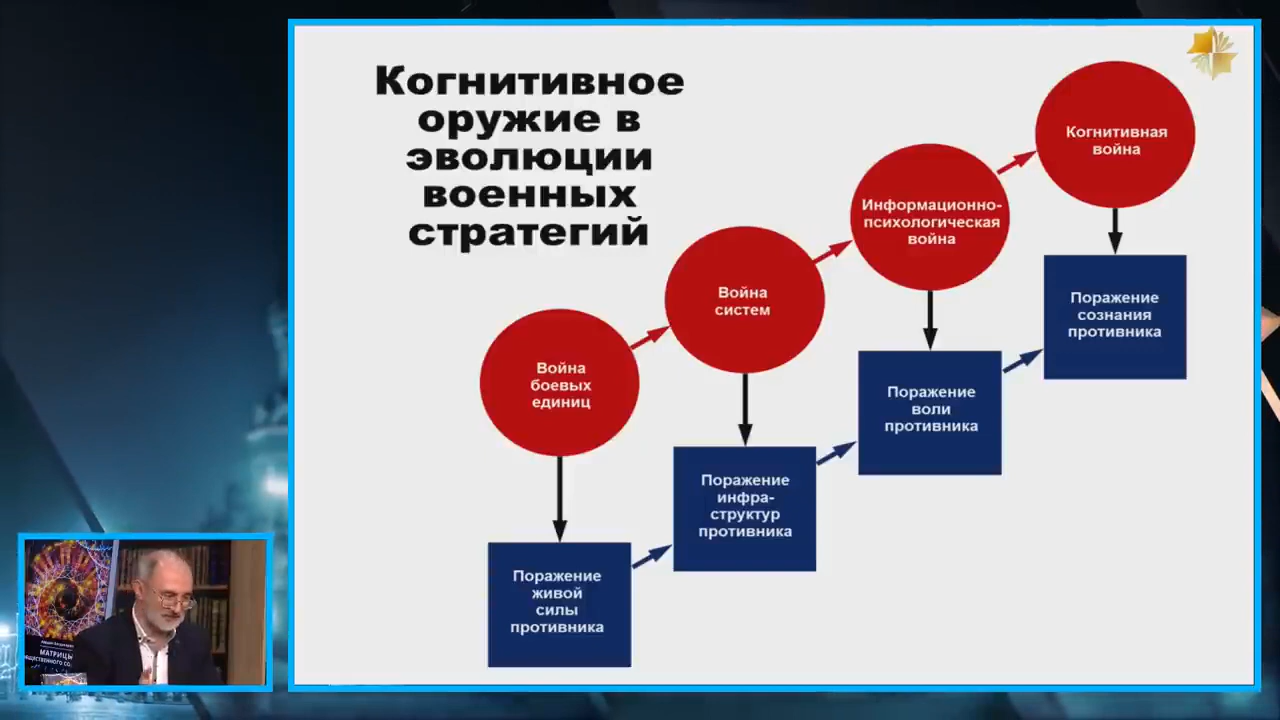 Когнитивное
оружие в
эволюции
военных
стратегий
Война
боевых
единиц
Война
систем
Информационно-
психологическая
война
Когнитивная
война
Поражение
живой
силы
противника
Поражение
инфра-
структур
противника
Поражение
воли
противника
Поражение
сознания
противника
МАТРИЦЫ